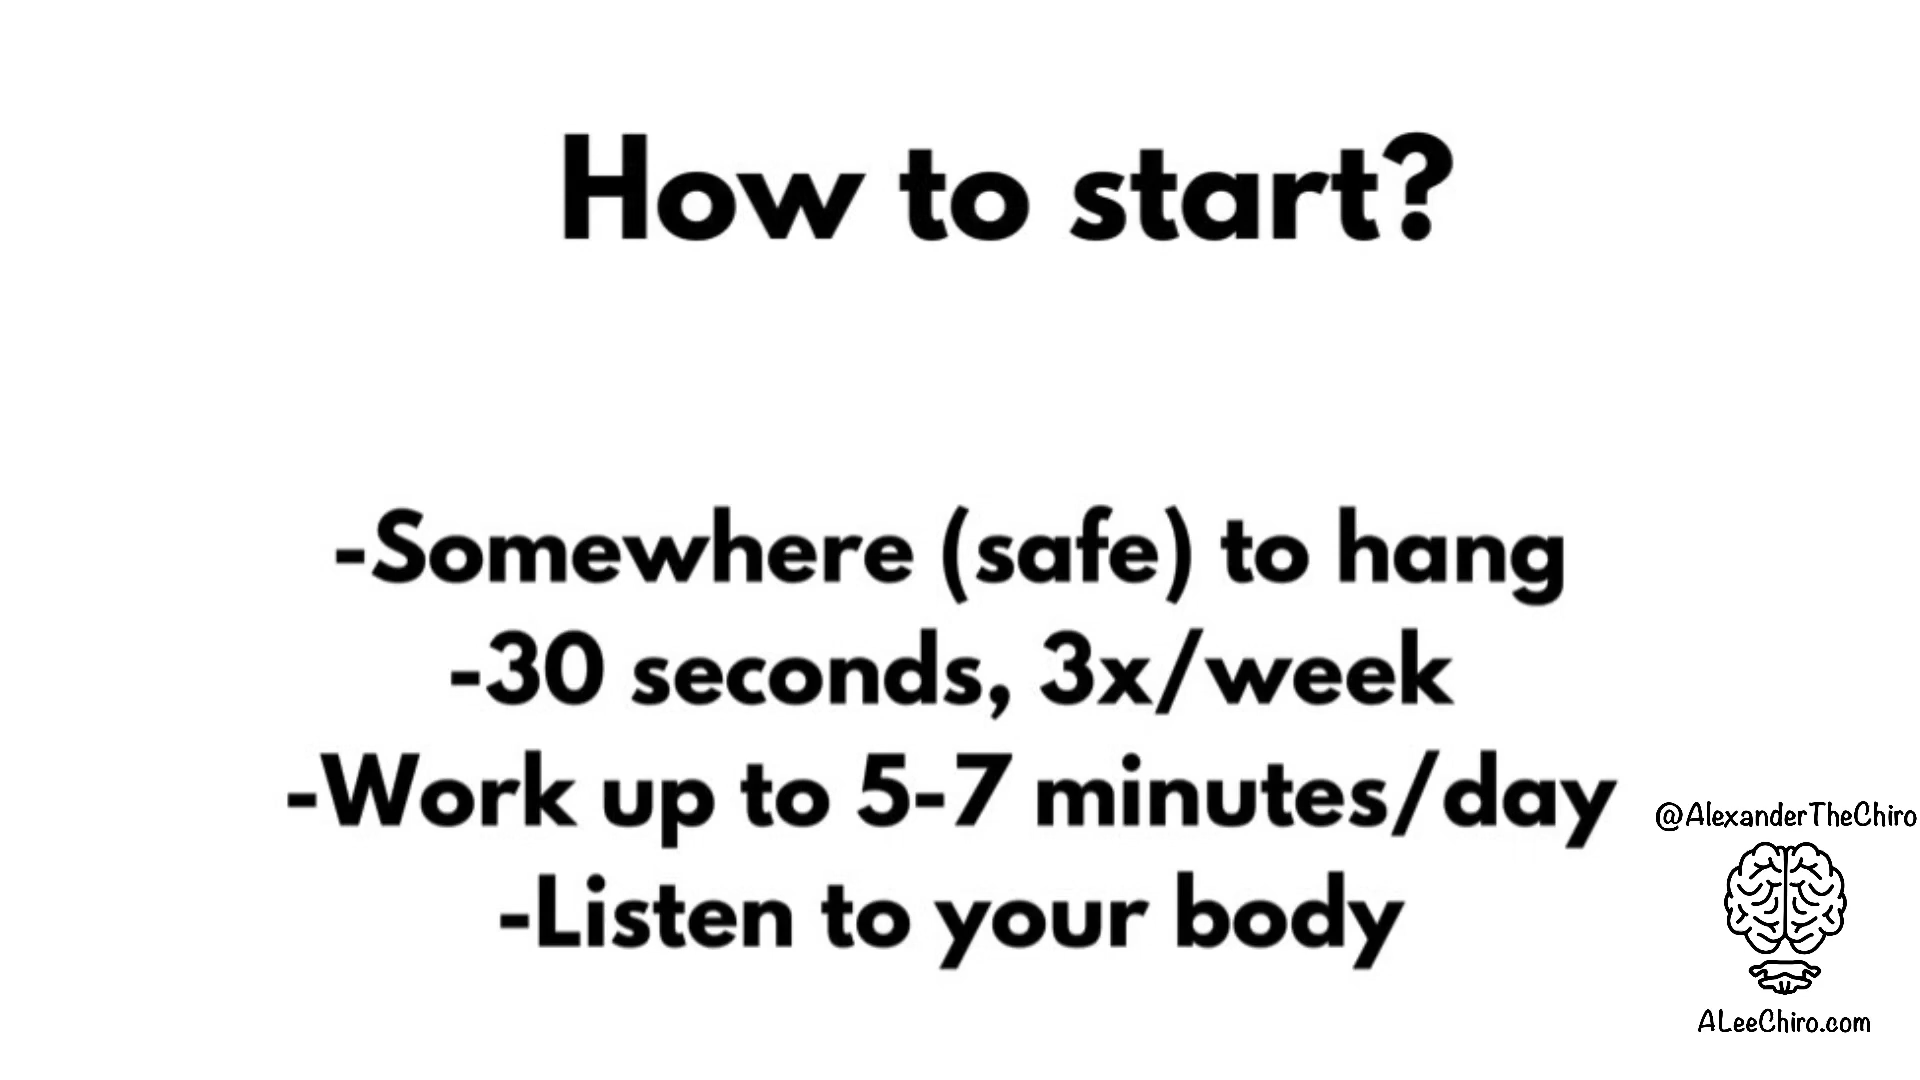 How to start?
-Somewhere (safe) to hang
-30 seconds, 3x/week
-Work up to 5-7 minutes/day
-Listen to your body
@AlexanderTheChiro
ALeeChiro.com